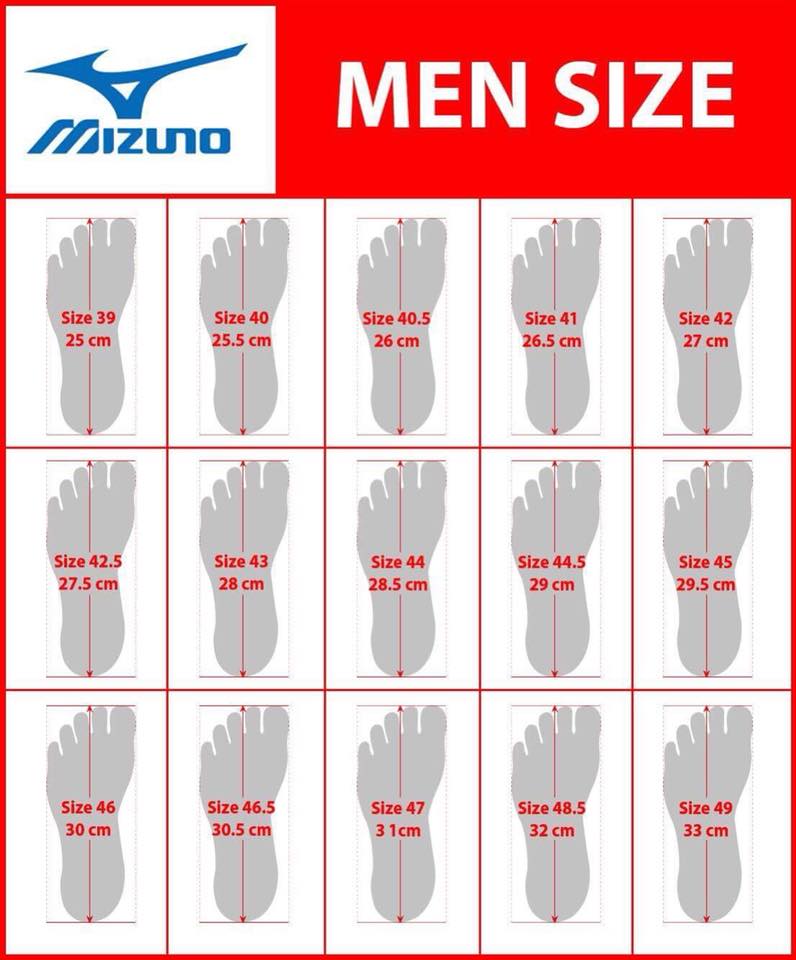 MIZUNO
MEN SIZE
Size 39
25 cm
Size 40
25.5 cm
Size 40.5
26 cm
Size 41
26.5 cm
Size 42
27 cm
Size 42.5
27.5 cm
Size 43
28 cm
Size 44
28.5 cm
Size 44.5
29 cm
Size 45
29.5 cm
Size 46
30 cm
Size 46.5
30.5 cm
Size 47
3 1cm
Size 48.5
32 cm
Size 49
33 cm